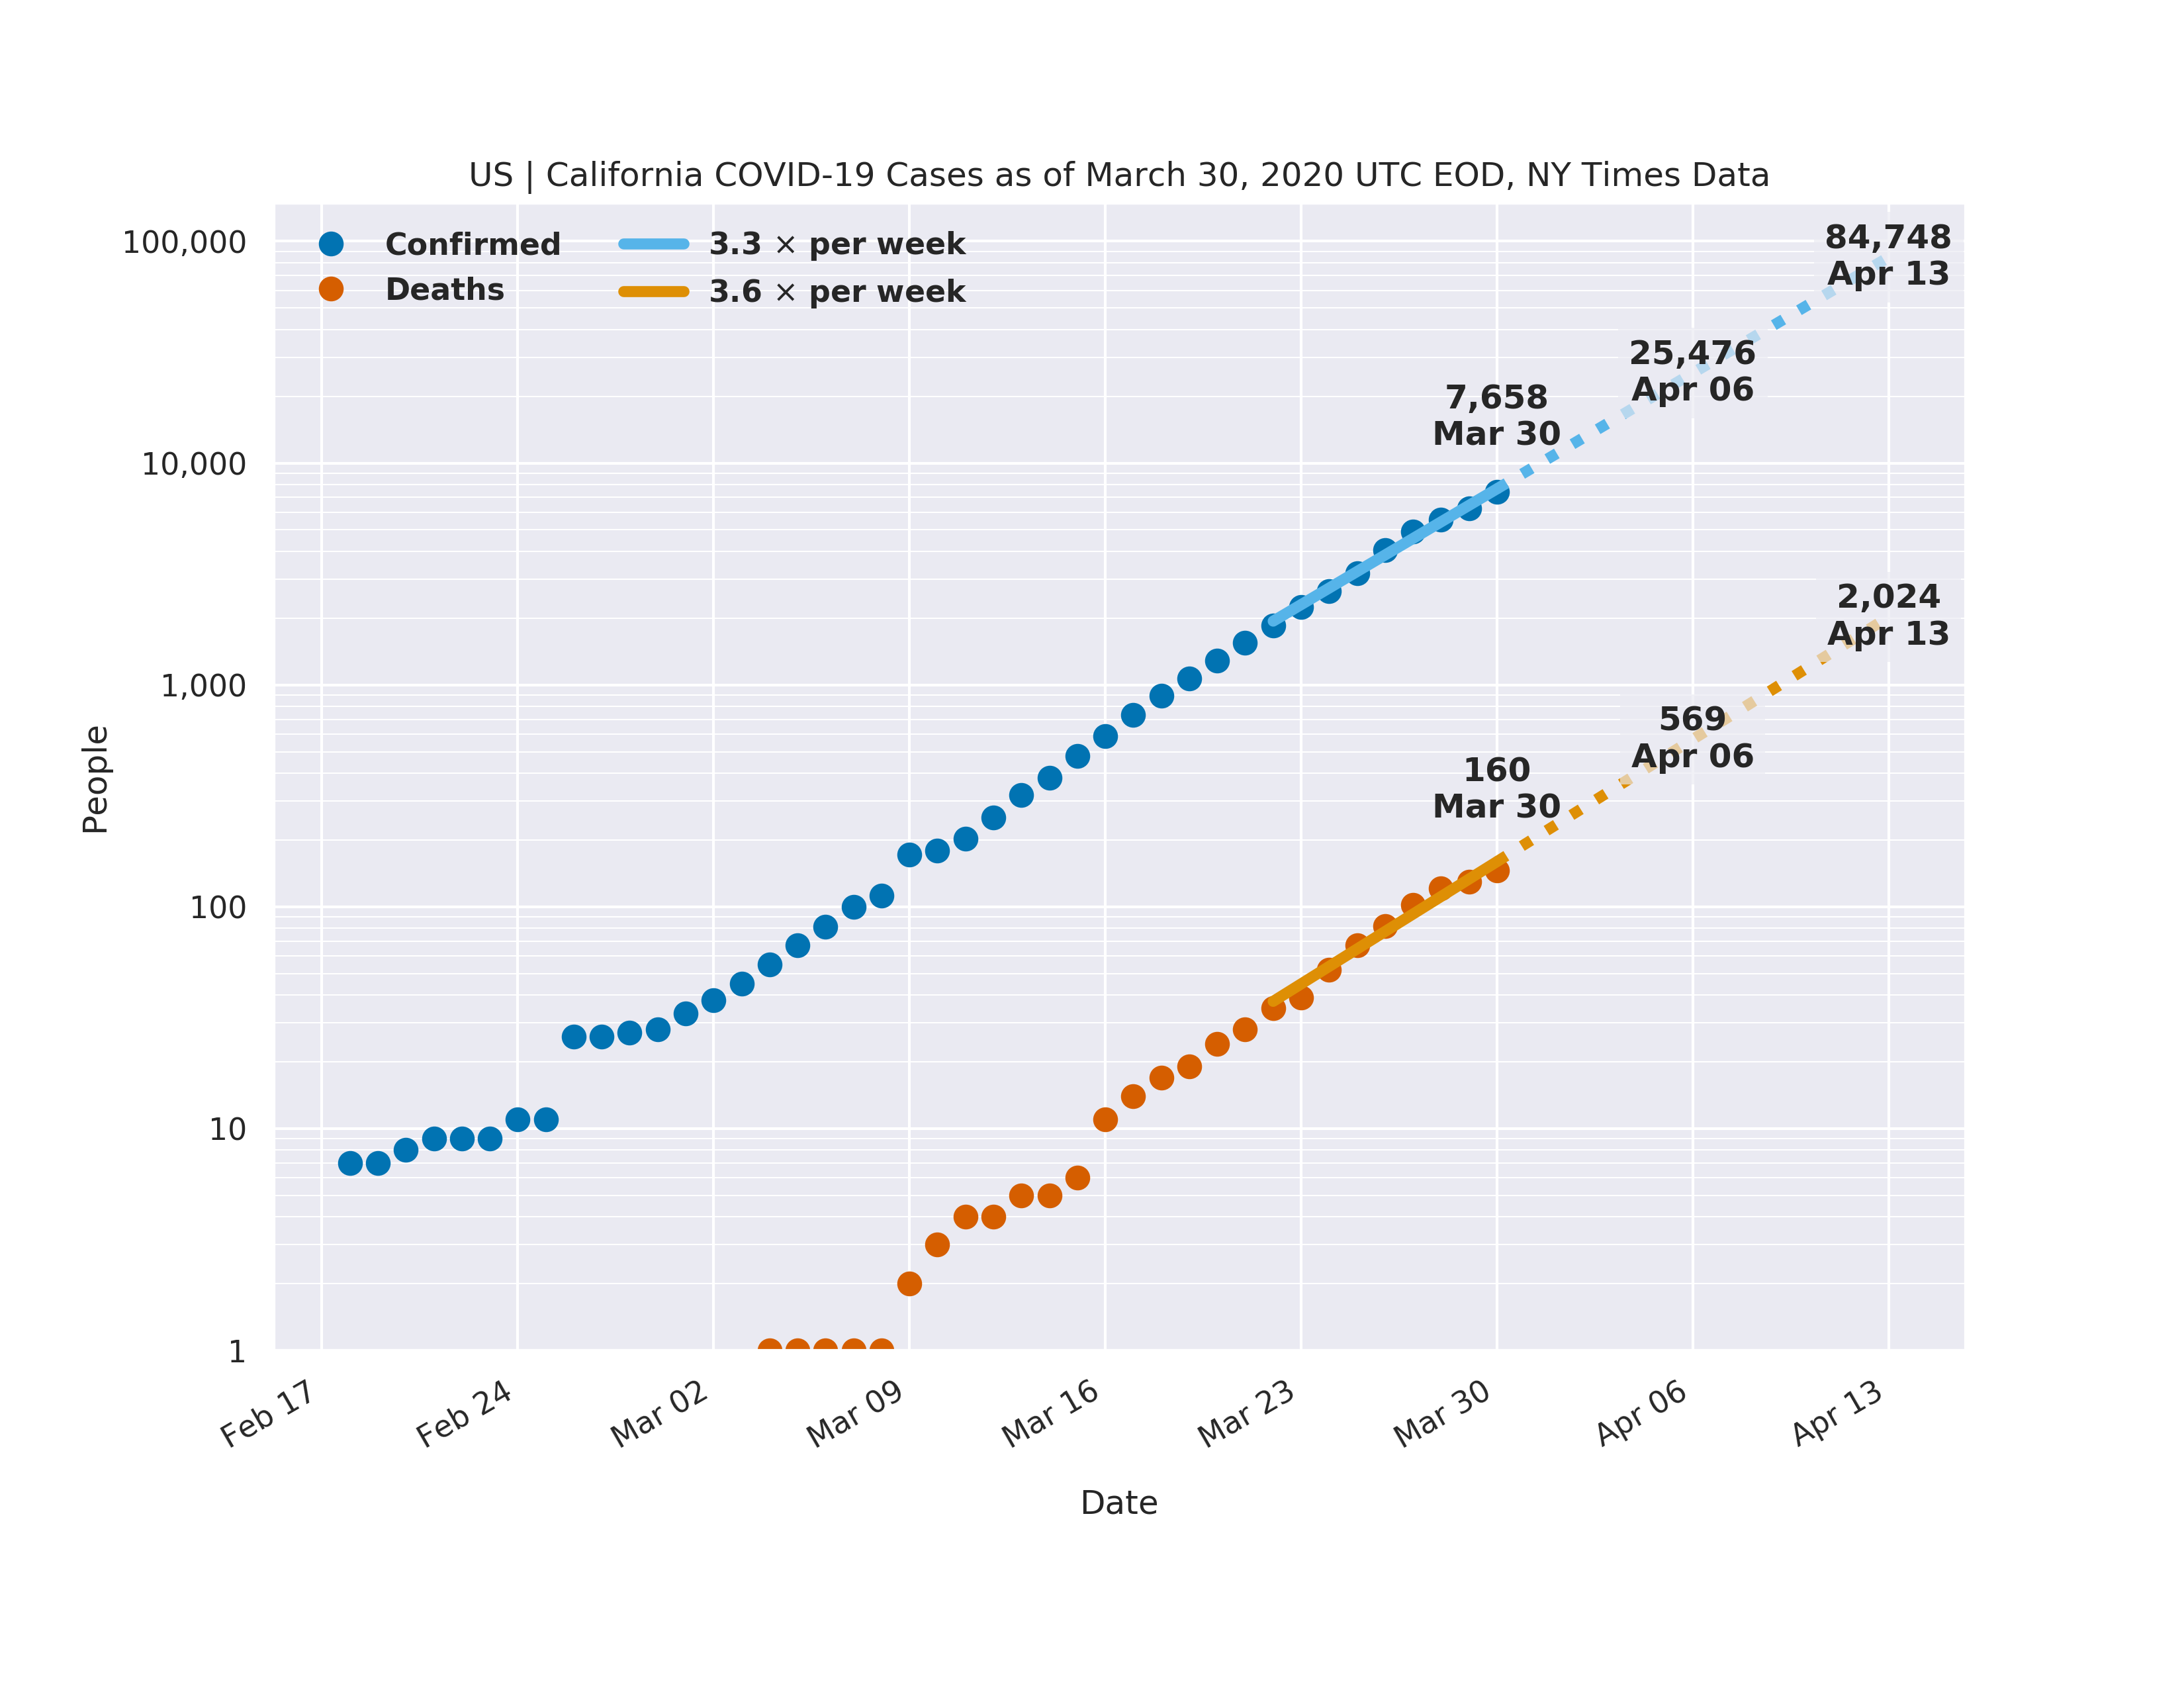 US | California COVID-19 Cases as of March 30, 2020 UTC EOD, NY Times Data
Confirmed
Deaths
3.3 × per week
3.6 × per week
84,748
Apr 13
25,476
Apr 06
7,658
Mar 30
2,024
Apr 13
569
Apr 06
160
Mar 30
People
100,000
10,000
1,000
100
10
1
Feb 17
Feb 24
Mar 02
Mar 09
Mar 16
Mar 23
Mar 30
Apr 06
Apr 13
Date